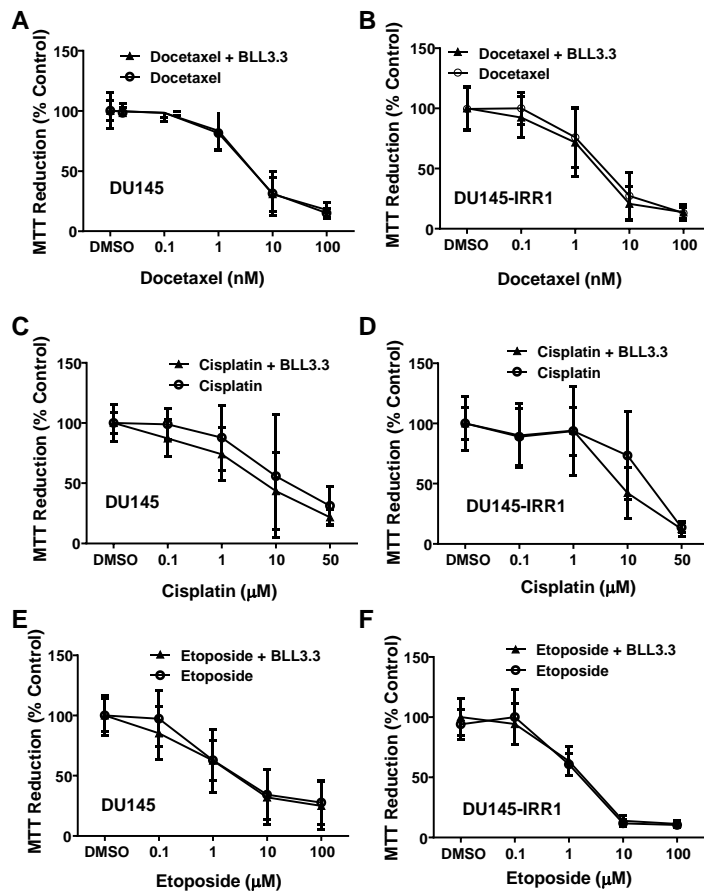 A
Docetaxel + BLL3.3
Docetaxel
MTT Reduction (% Control)
150
100
50
0
DU145
DMSO 0.1 1 10 100
Docetaxel (nM)
B
Docetaxel + BLL3.3
Docetaxel
MTT Reduction (% Control)
150
100
50
0
DU145-IRR1
DMSO 0.1 1 10 100
Docetaxel (nM)
C
Cisplatin + BLL3.3
Cisplatin
MTT Reduction (% Control)
150
100
50
0
DU145
DMSO 0.1 1 10 50
Cisplatin (μM)
D
Cisplatin + BLL3.3
Cisplatin
MTT Reduction (% Control)
150
100
50
0
DU145-IRR1
DMSO 0.1 1 10 50
Cisplatin (μM)
E
Etoposide + BLL3.3
Etoposide
MTT Reduction (% Control)
150
100
50
0
DU145
DMSO 0.1 1 10 100
Etoposide (μM)
F
Etoposide + BLL3.3
Etoposide
MTT Reduction (% Control)
150
100
50
0
DU145-IRR1
DMSO 0.1 1 10 100
Etoposide (μM)